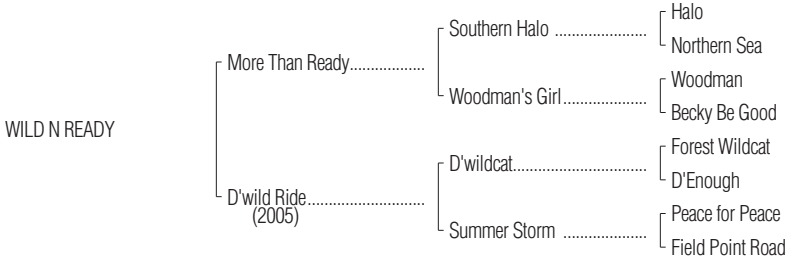 Halo
Southern Halo ......................
Northern Sea
More Than Ready..................
Woodman
Woodman's Girl....................
Becky Be Good
WILD N READY
Forest Wildcat
D'wildcat................................
D'Enough
D'wild Ride............................
(2005)
Peace for Peace
Summer Storm ....................
Field Point Road